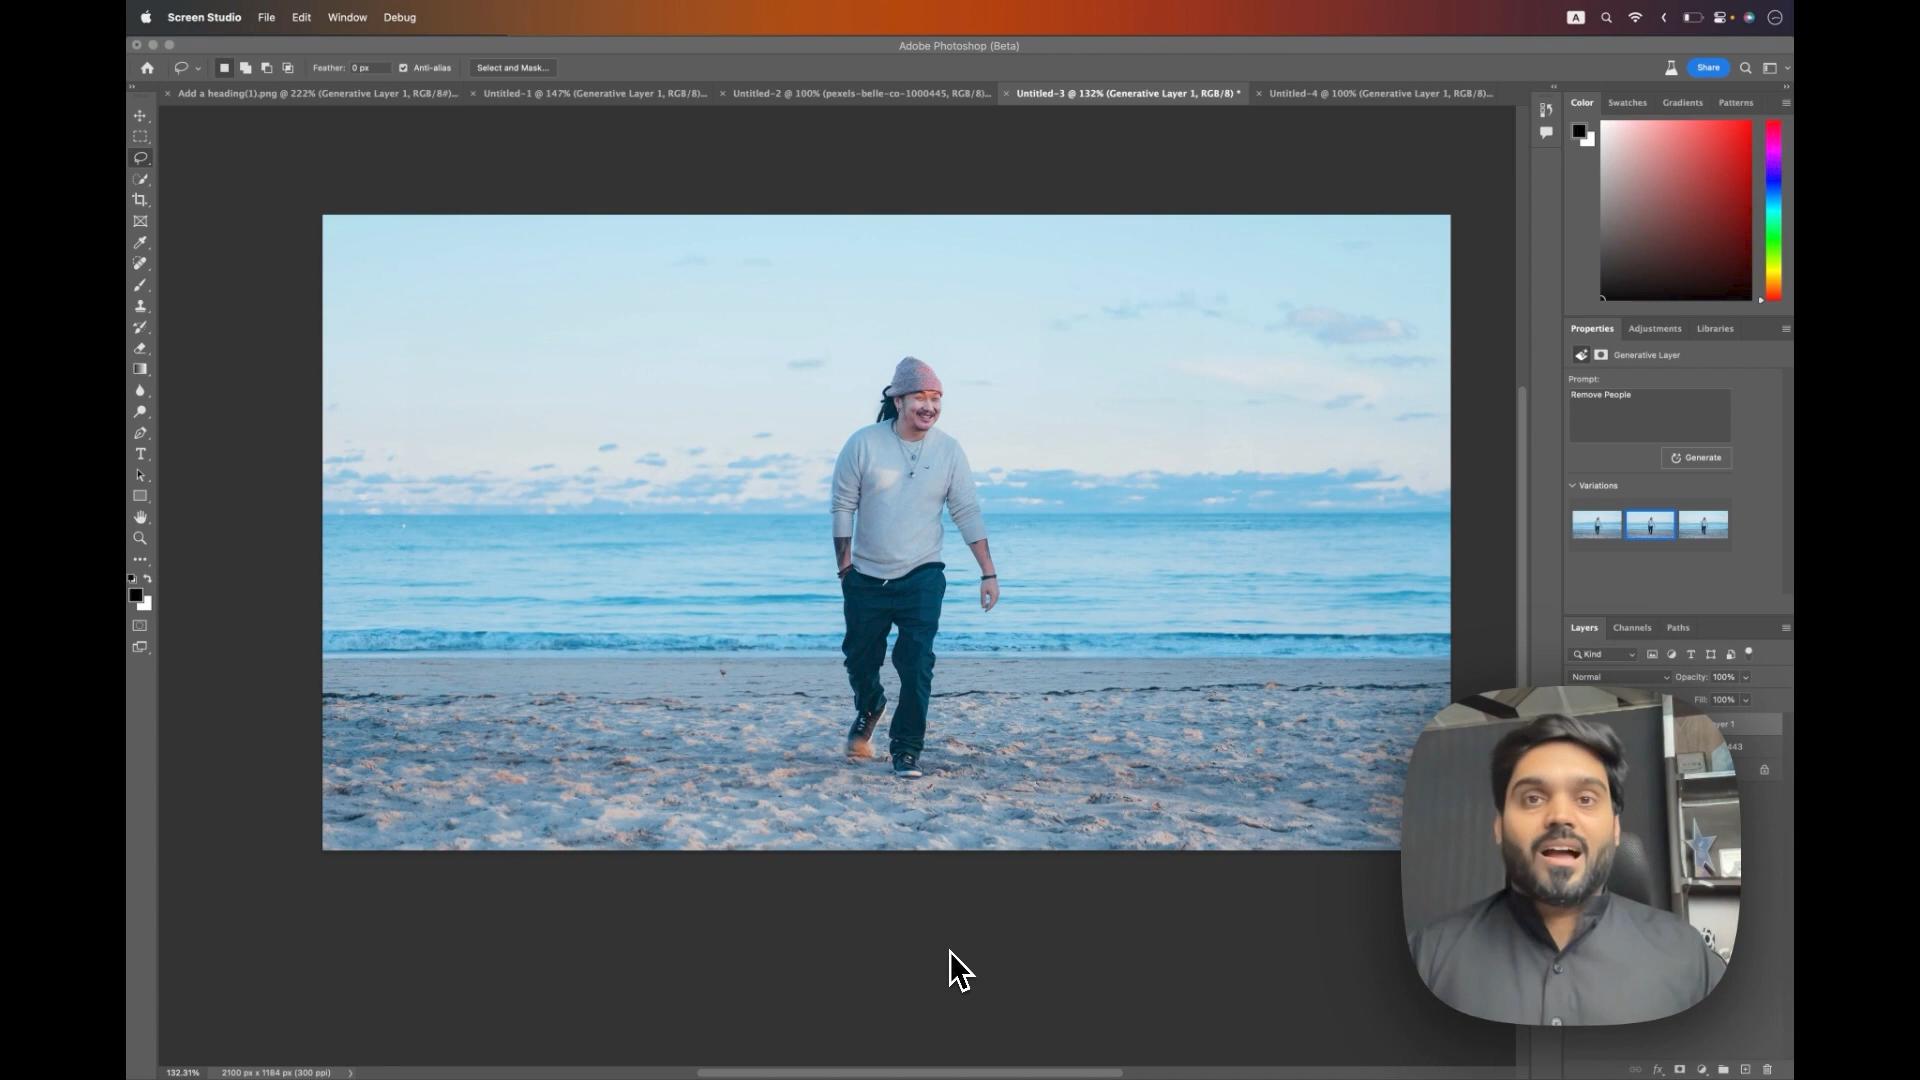 Screen Studio File Edit Window Debug
A
Adobe Photoshop (Beta)
Feather: 0 px Anti-alias Select and Mask... Share
Add a heading(1).png @ 222% (Generative Layer 1, RGB/8#)... Untitled-1 @ 147% (Generative Layer 1, RGB/8)... Untitled-2 @ 100% (pexels-belle-co-1000445, RGB/8)... Untitled-3 @ 132% (Generative Layer 1, RGB/8) * Untitled-4 @ 100% (Generative Layer 1, RGB/8)...
Color Swatches Gradients Patterns
Properties Adjustments Libraries
Generative Layer
Prompt:
Remove People
Generate
Variations
Layers Channels Paths
Kind
Normal Opacity: 100%
Fill: 100%
yer 1
443
132.31% 2100 px x 1184 px (300 ppi)